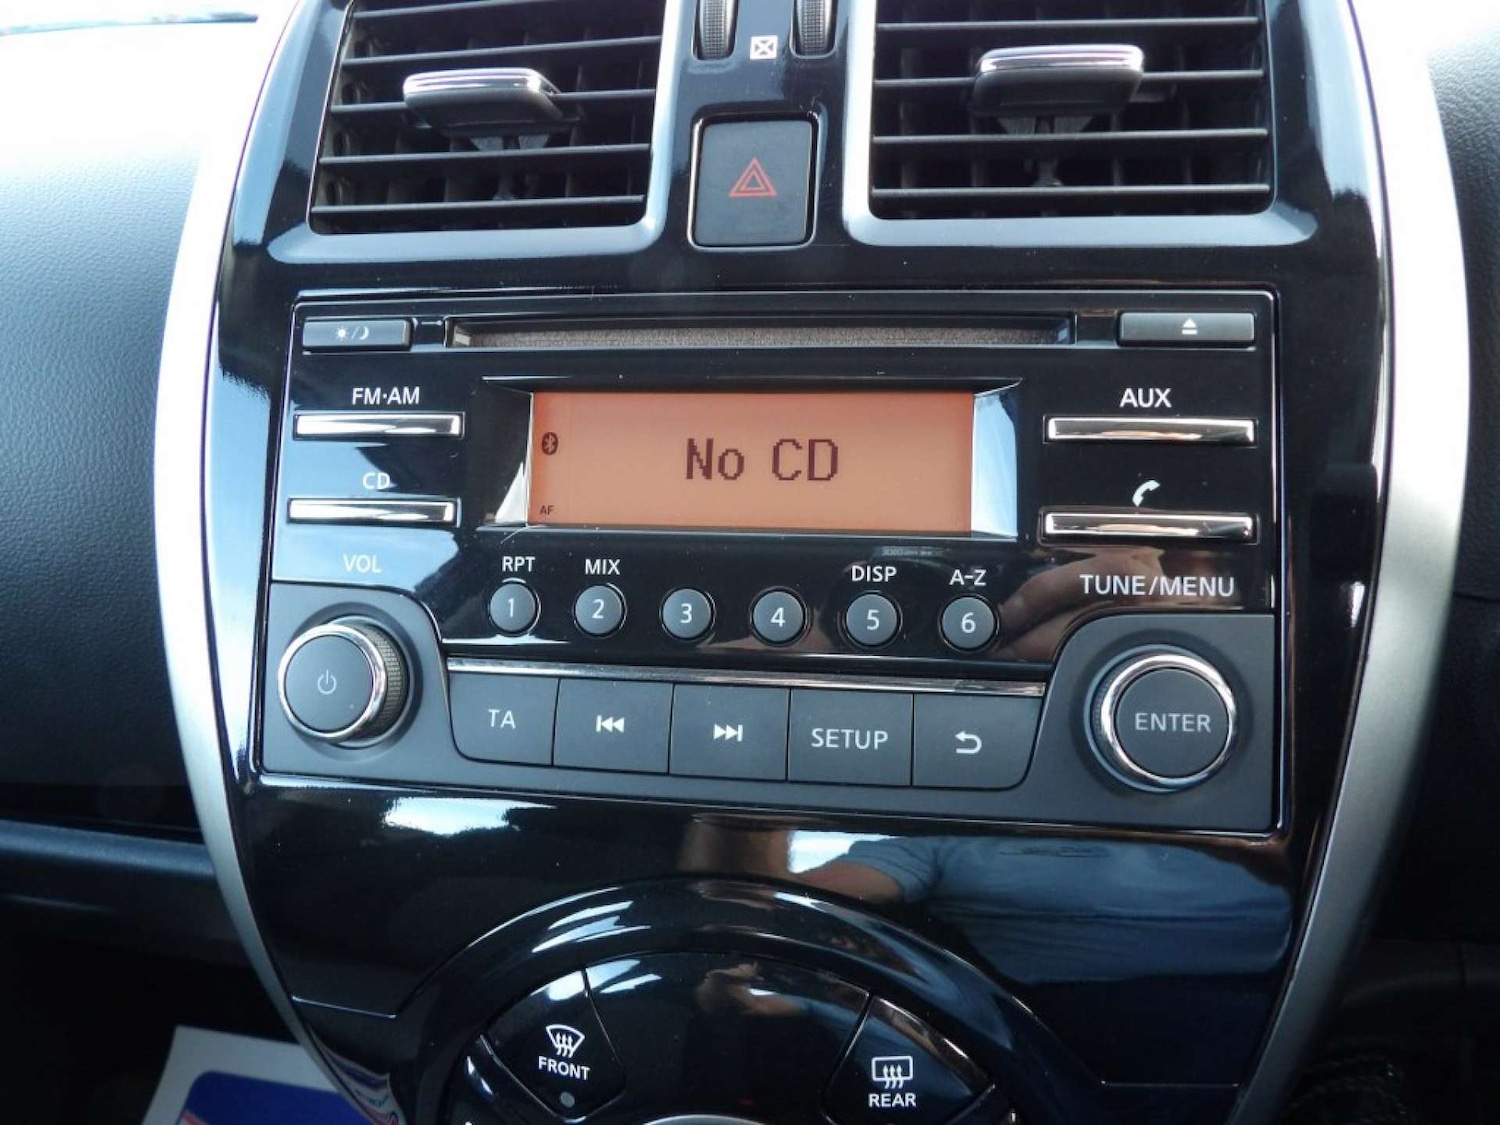 FM·AM
AUX
No CD
CD
AF
VOL
RPT
MIX
DISP
A-Z
TUNE/MENU
1
2
3
4
5
6
TA
SETUP
ENTER
FRONT
REAR